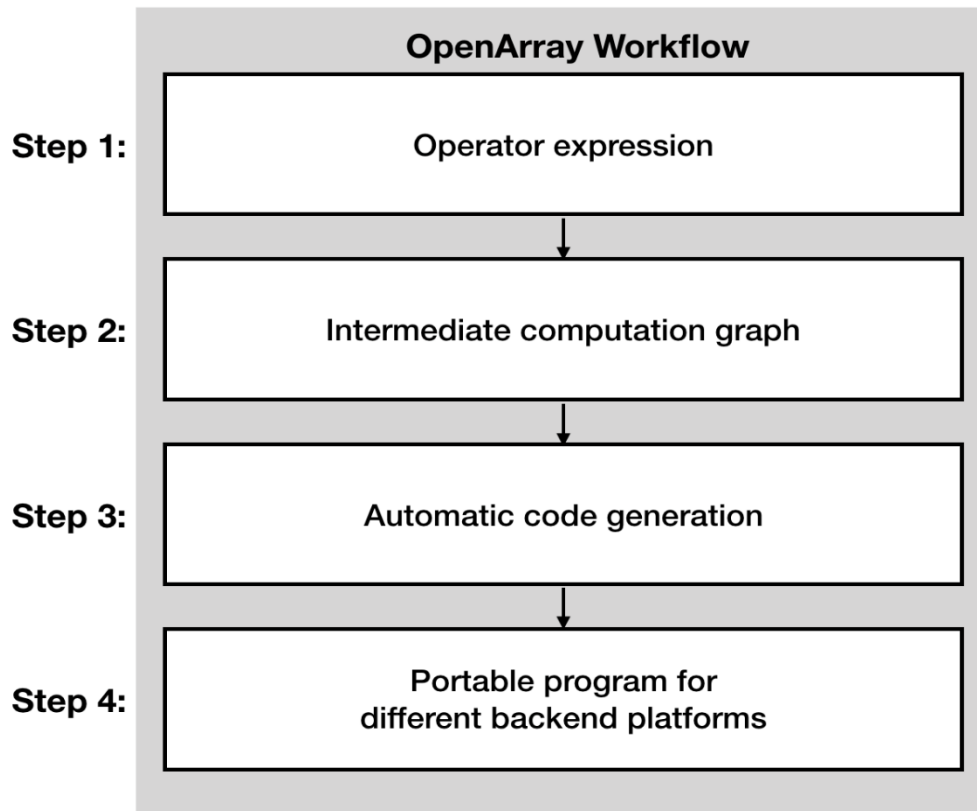 OpenArray Workflow
Step 1:
Operator expression
Step 2:
Intermediate computation graph
Step 3:
Automatic code generation
Step 4:
Portable program for
different backend platforms